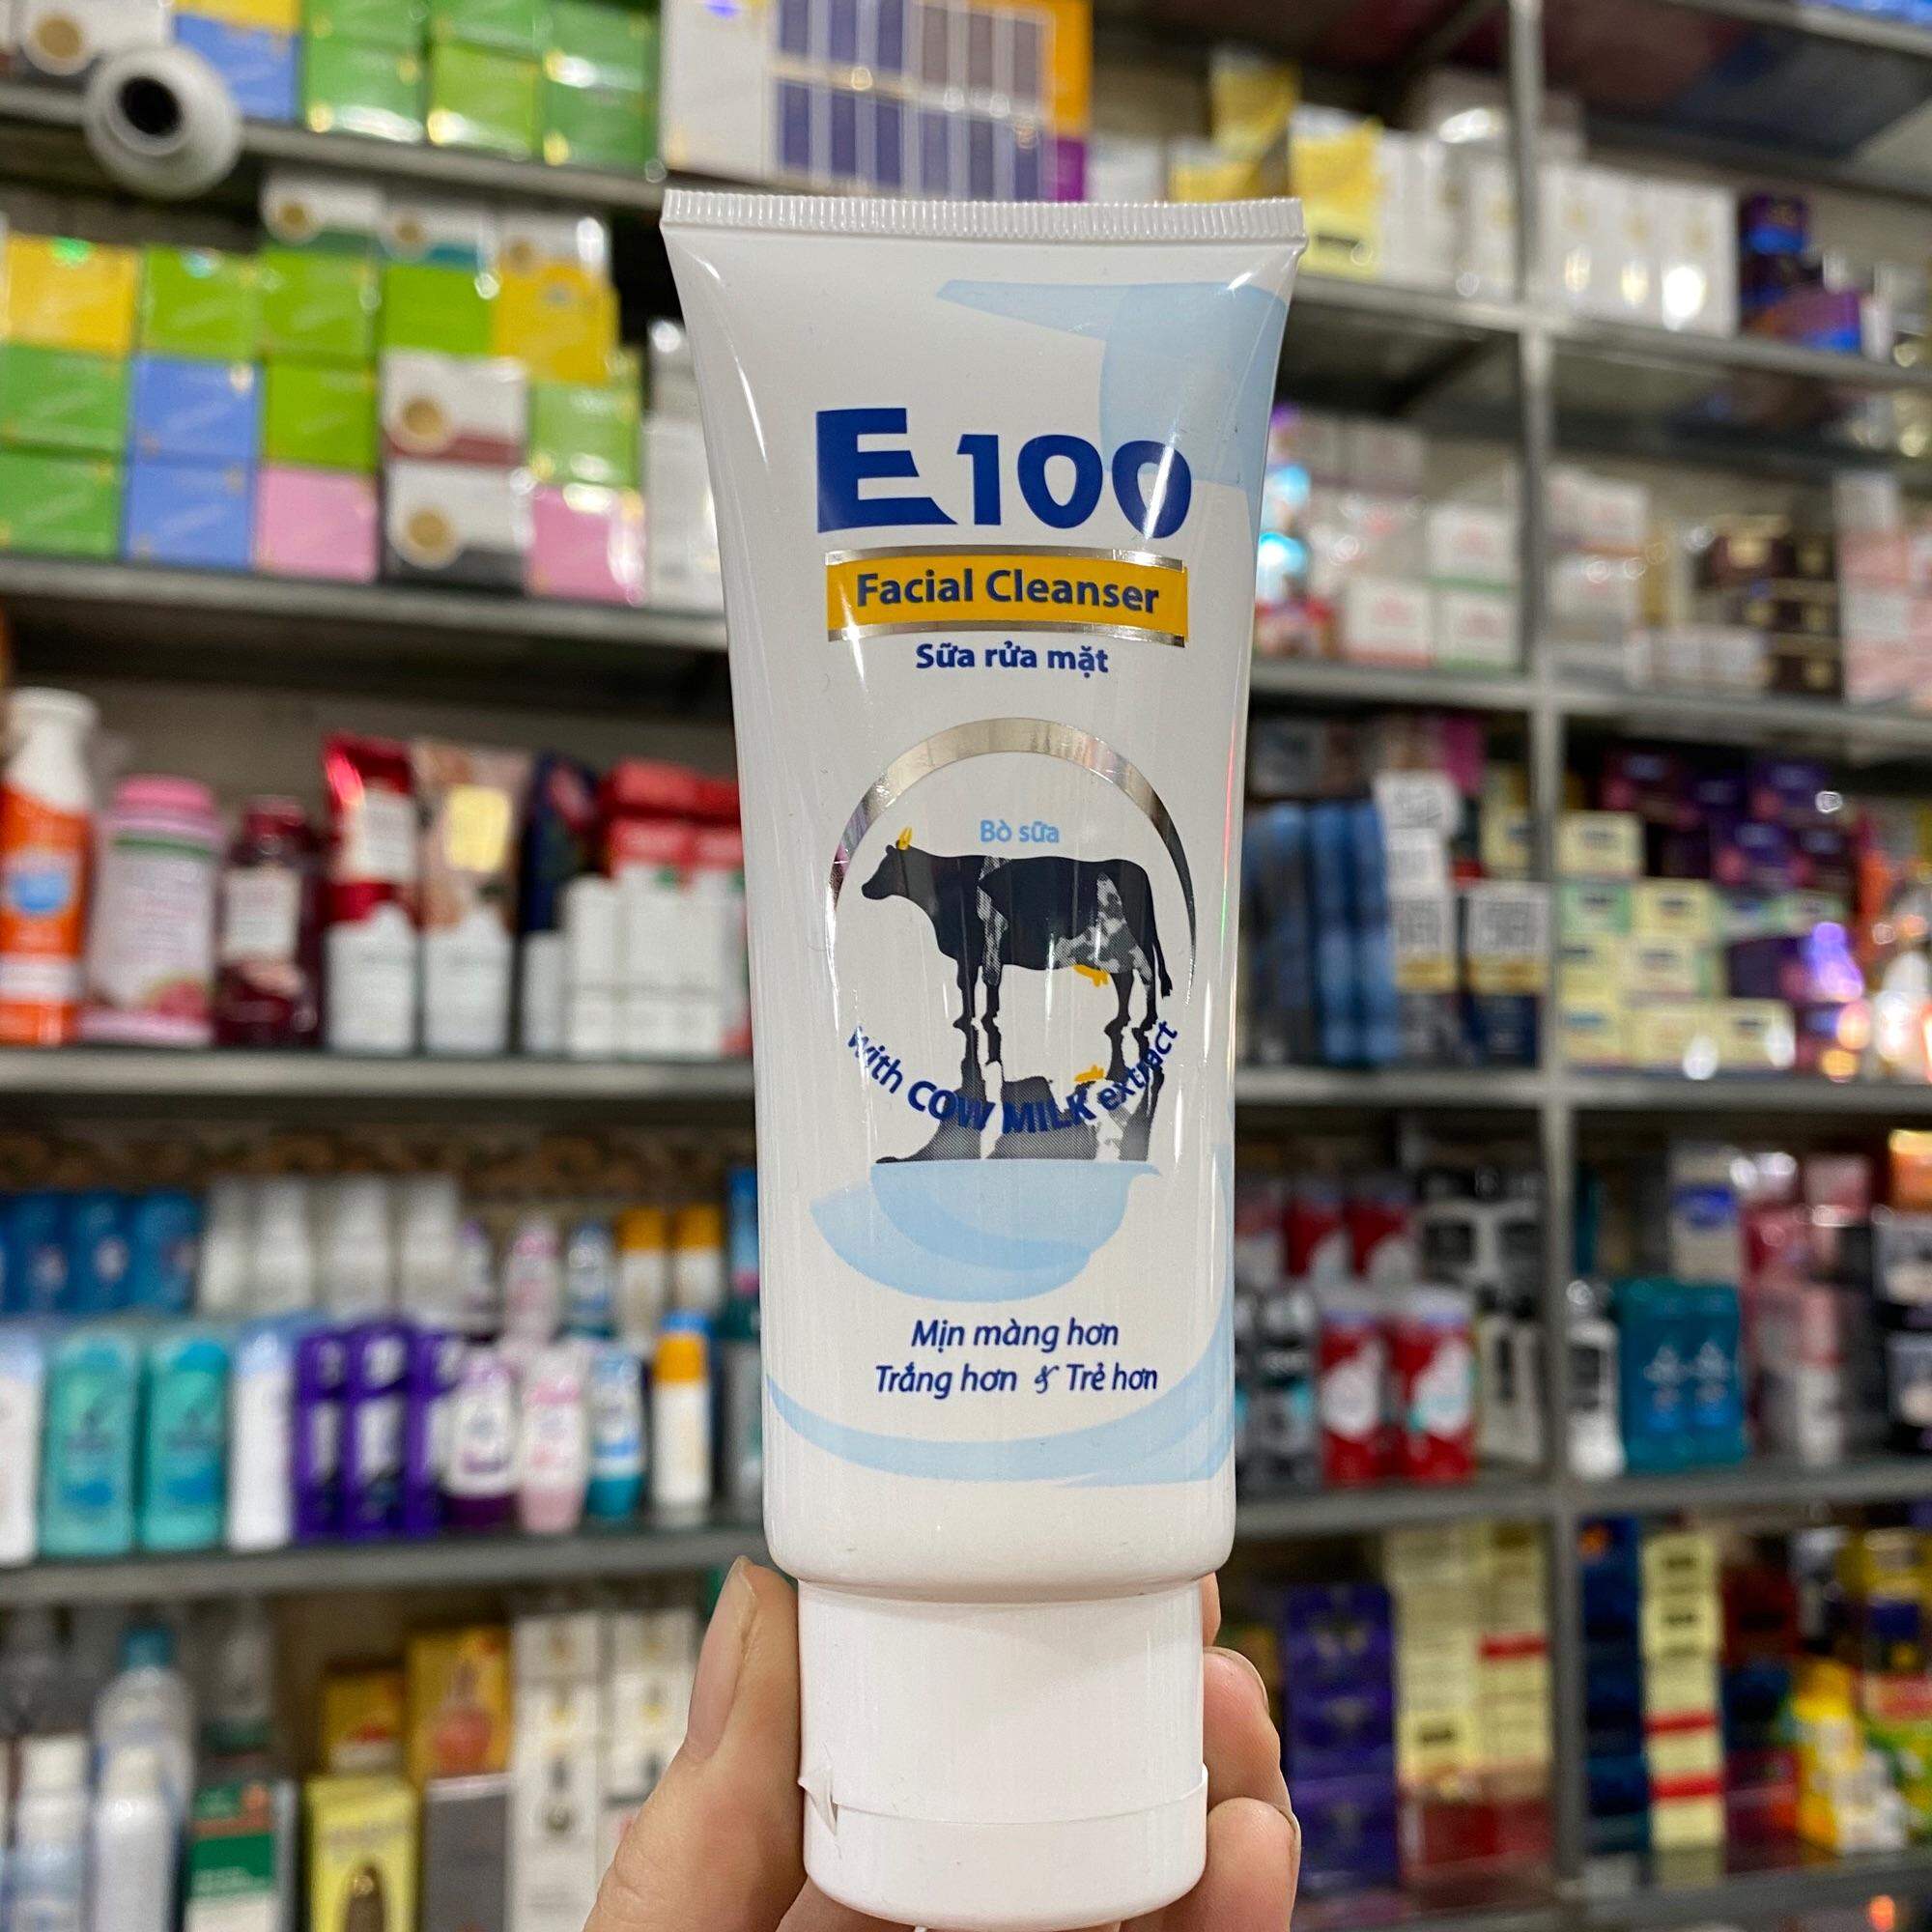 E100
Facial Cleanser
Sữa rửa mặt
Bò sữa
with COW MILK extract
Mịn màng hơn
Trắng hơn & Trẻ hơn